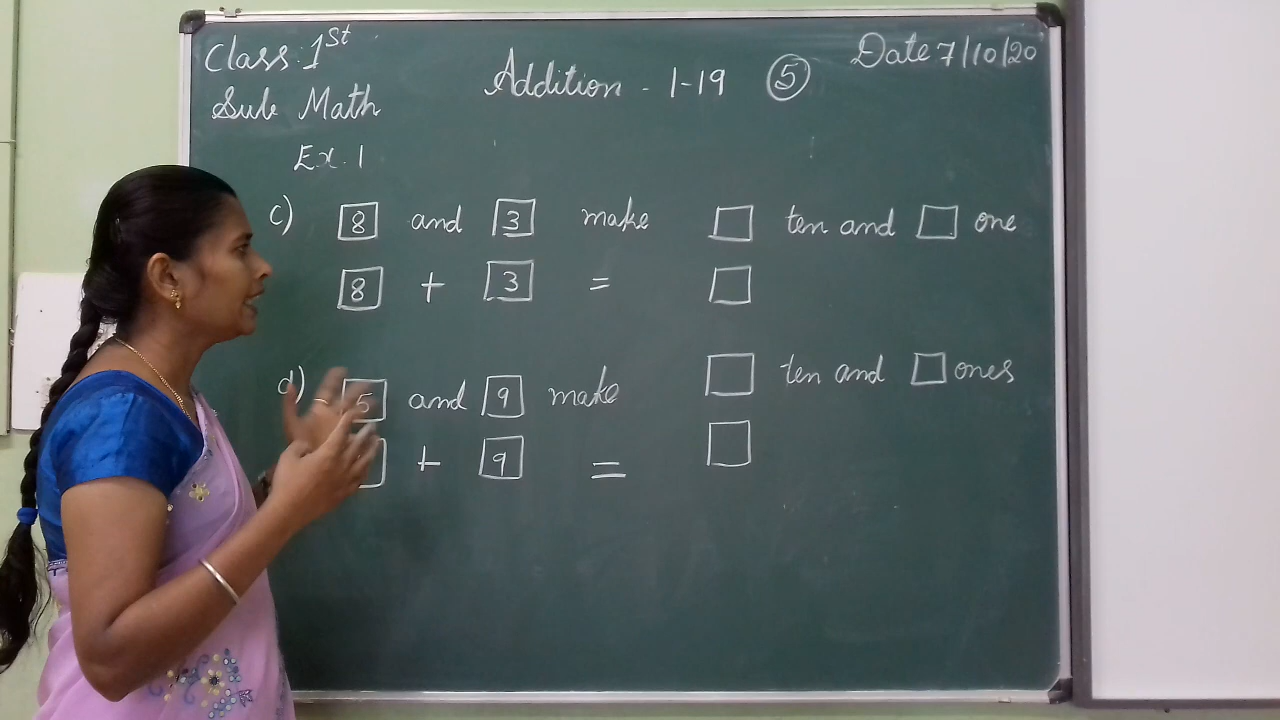 Class. 1st
Addition - 1-19 5
Date 7/10/20
Sub Math
Ex. 1
c) 8 and 3 make ten and one
8 + 3 =
d) 5 and 9 make ten and ones
+ 9 =